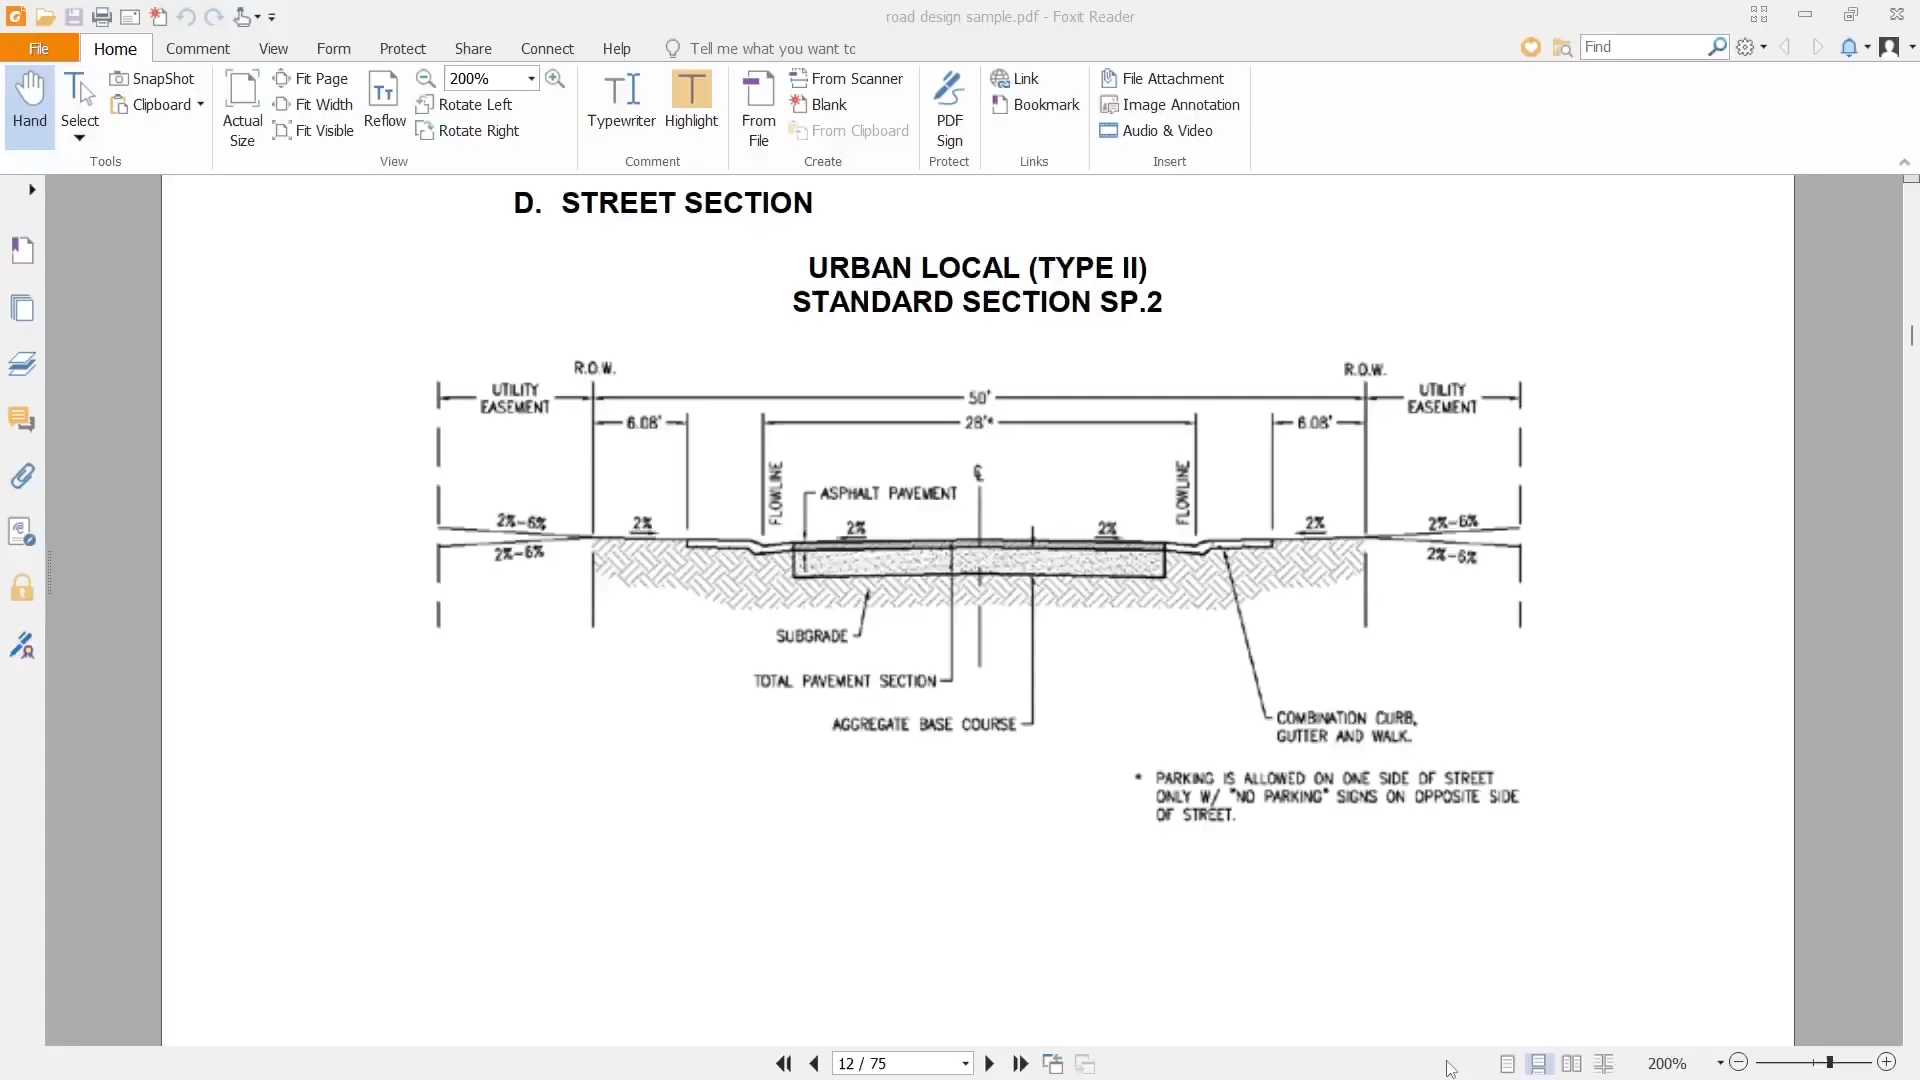 road design sample.pdf - Foxit Reader
File Home Comment View Form Protect Share Connect Help Tell me what you want to Find
Hand
Select
SnapShot
Clipboard
Tools
Actual
Size
Fit Page
Fit Width
Fit Visible
Reflow
200%
Rotate Left
Rotate Right
View
Typewriter
Highlight
Comment
From
File
From Scanner
Blank
From Clipboard
Create
PDF
Sign
Protect
Link
Bookmark
Links
File Attachment
Image Annotation
Audio & Video
Insert
D. STREET SECTION
URBAN LOCAL (TYPE II)
STANDARD SECTION SP.2
R.O.W. R.O.W.
UTILITY
EASEMENT
50'
UTILITY
EASEMENT
6.08' 28'* 6.08'
FLOWLINE
FLOWLINE
ASPHALT PAVEMENT
2%-6% 2% 2% 2% 2% 2%-6%
2%-6% 2%-6%
SUBGRADE
TOTAL PAVEMENT SECTION
AGGREGATE BASE COURSE
COMBINATION CURB,
GUTTER AND WALK.
* PARKING IS ALLOWED ON ONE SIDE OF STREET
ONLY W/ "NO PARKING" SIGNS ON OPPOSITE SIDE
OF STREET.
12 / 75
200%